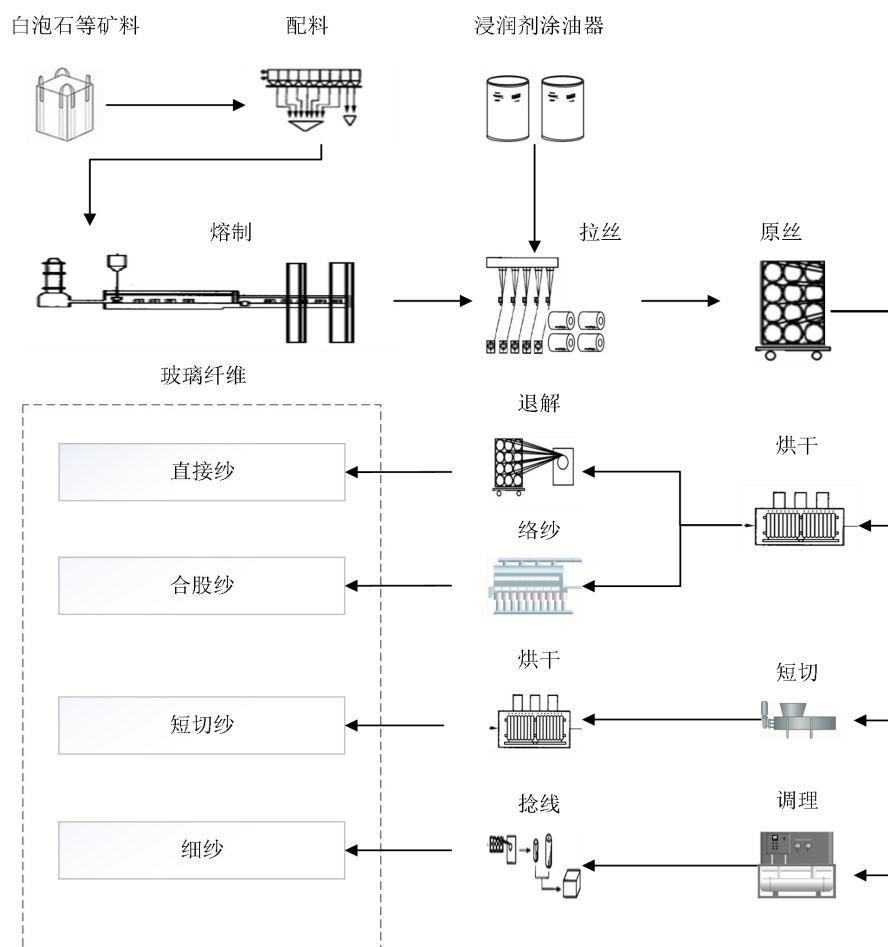 白泡石等矿料
配料
浸润剂涂油器
熔制
拉丝
原丝
玻璃纤维
退解
直接纱
烘干
络纱
合股纱
烘干
短切
短切纱
捻线
调理
细纱